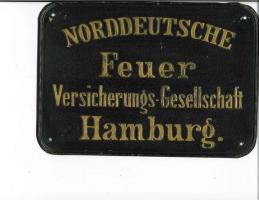 NORDDEUTSCHE
Feuer
Versicherungs-Gesellschaft
Hamburg.